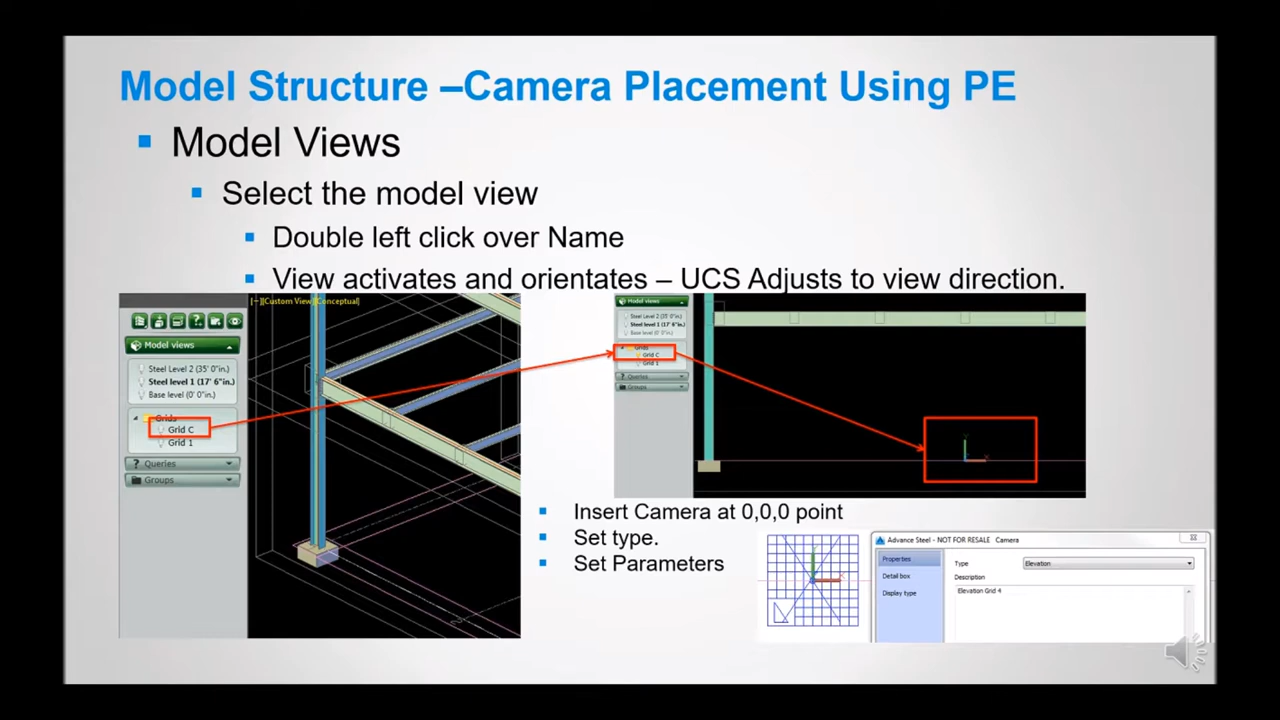 Model Structure –Camera Placement Using PE
Model Views
Select the model view
Double left click over Name
View activates and orientates – UCS Adjusts to view direction.
[−][Custom View][Conceptual]
Model views
Steel Level 2 (35' 0"in.)
Steel level 1 (17' 6"in.)
Base level (0' 0"in.)
Grids
Grid C
Grid 1
Queries
Groups
Model views
Steel Level 2 (35' 0"in.)
Steel level 1 (17' 6"in.)
Base level (0' 0"in.)
Grids
Grid C
Grid 1
Queries
Groups
Insert Camera at 0,0,0 point
Set type.
Set Parameters
Advance Steel - NOT FOR RESALE Camera
Properties
Detail box
Display type
Type
Elevation
Description
Elevation Grid 4